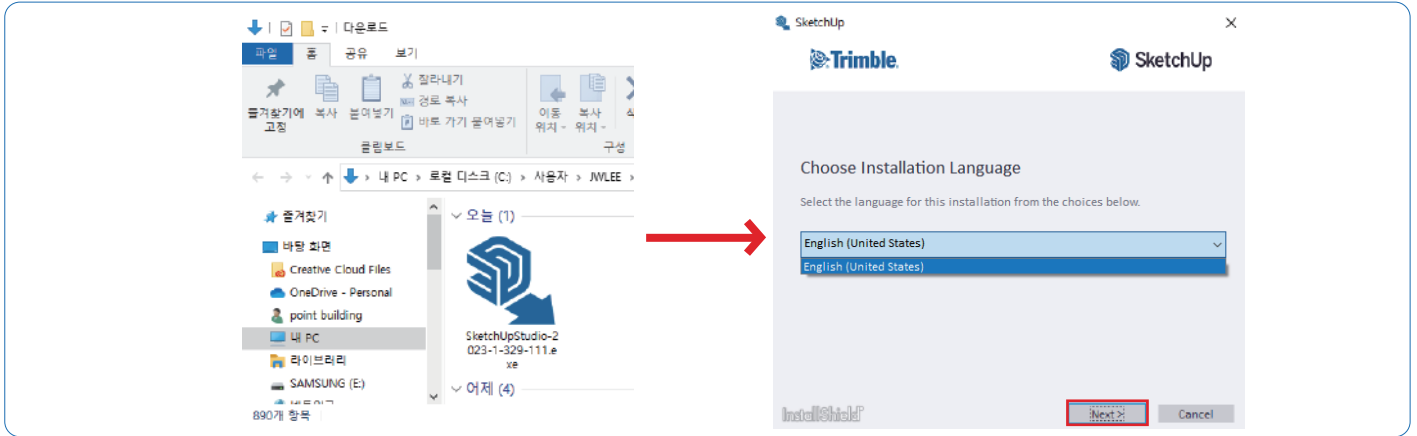 다운로드
파일 홈 공유 보기
잘라내기
경로 복사
바로 가기 붙여넣기
즐겨찾기에
고정
복사
붙여넣기
이동
위치
복사
위치
클립보드
구성
내 PC > 로컬 디스크 (C:) > 사용자 > JWLEE >
즐겨찾기
바탕 화면
Creative Cloud Files
OneDrive - Personal
point building
내 PC
라이브러리
SAMSUNG (E:)
890개 항목
오늘 (1)
SketchUpStudio-2
023-1-329-111.e
xe
어제 (4)
SketchUp
Trimble.
SketchUp
Choose Installation Language
Select the language for this installation from the choices below.
English (United States)
English (United States)
InstallShield
Next >
Cancel